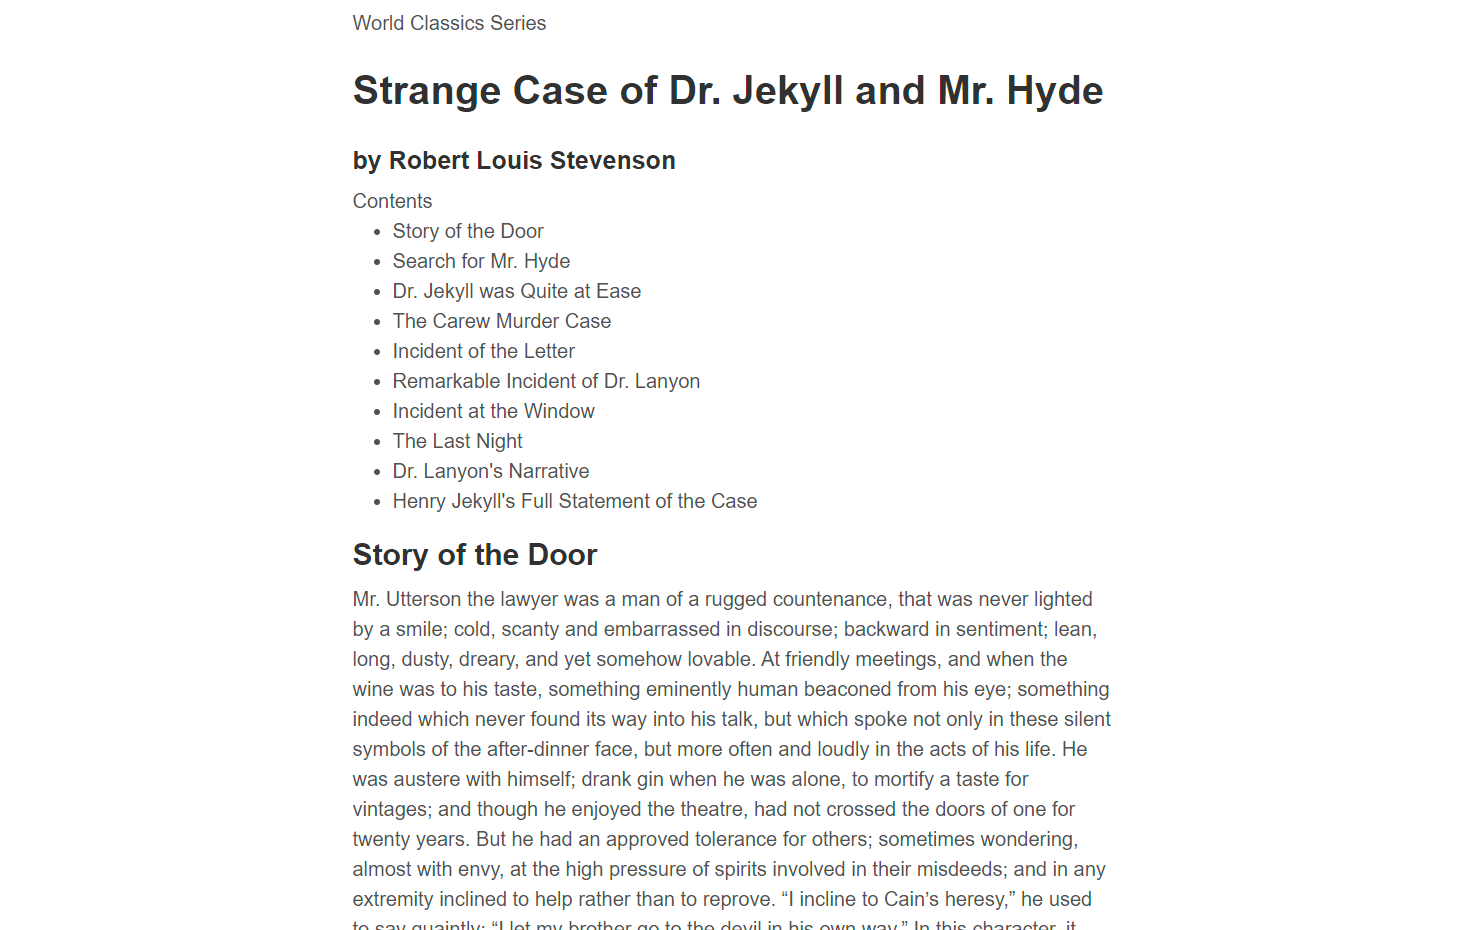 World Classics Series
Strange Case of Dr. Jekyll and Mr. Hyde
by Robert Louis Stevenson
Contents
Story of the Door
Search for Mr. Hyde
Dr. Jekyll was Quite at Ease
The Carew Murder Case
Incident of the Letter
Remarkable Incident of Dr. Lanyon
Incident at the Window
The Last Night
Dr. Lanyon's Narrative
Henry Jekyll's Full Statement of the Case
Story of the Door
Mr. Utterson the lawyer was a man of a rugged countenance, that was never lighted
by a smile; cold, scanty and embarrassed in discourse; backward in sentiment; lean,
long, dusty, dreary, and yet somehow lovable. At friendly meetings, and when the
wine was to his taste, something eminently human beaconed from his eye; something
indeed which never found its way into his talk, but which spoke not only in these silent
symbols of the after-dinner face, but more often and loudly in the acts of his life. He
was austere with himself; drank gin when he was alone, to mortify a taste for
vintages; and though he enjoyed the theatre, had not crossed the doors of one for
twenty years. But he had an approved tolerance for others; sometimes wondering,
almost with envy, at the high pressure of spirits involved in their misdeeds; and in any
extremity inclined to help rather than to reprove. “I incline to Cain’s heresy,” he used
to say quaintly: “I let my brother go to the devil in his own way.” In this character, it